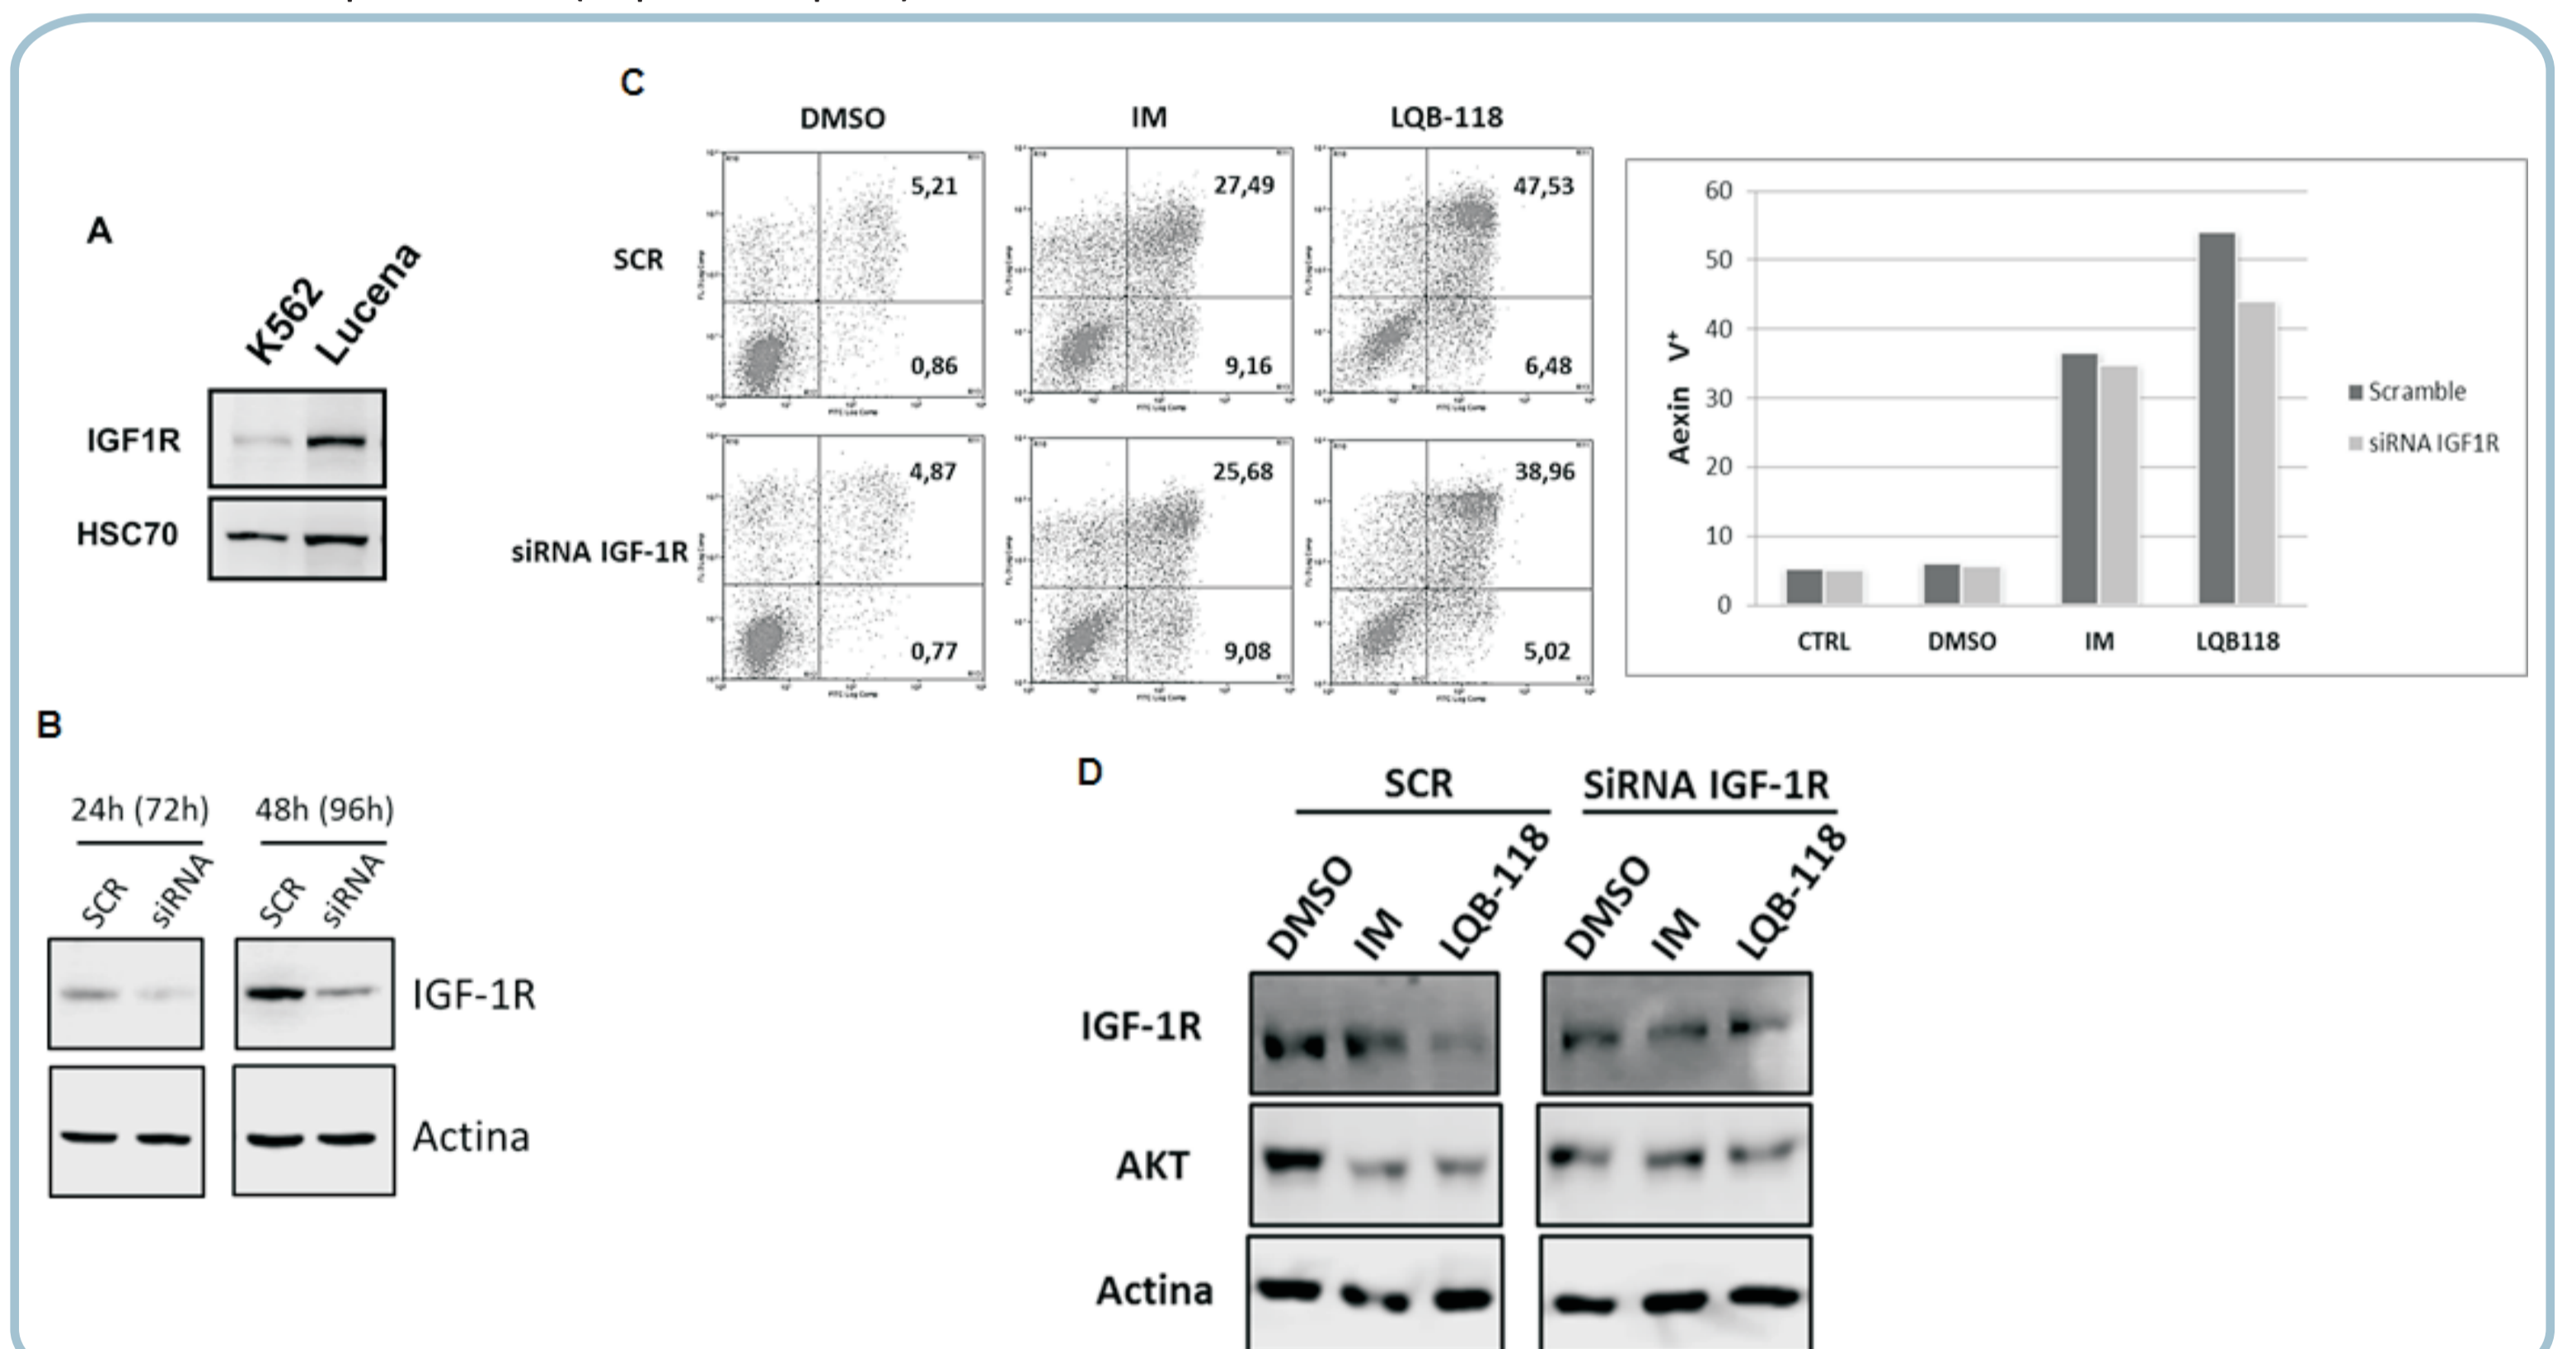 A
K562
Lucena
IGF1R
HSC70
B
24h (72h)
48h (96h)
SCR
siRNA
SCR
siRNA
IGF-1R
Actina
C
DMSO
IM
LQB-118
SCR
5,21
0,86
27,49
9,16
47,53
6,48
siRNA IGF-1R
4,87
0,77
25,68
9,08
38,96
5,02
Aexin V+
60
50
40
30
20
10
0
CTRL
DMSO
IM
LQB118
Scramble
siRNA IGF1R
D
SCR
SiRNA IGF-1R
DMSO
IM
LQB-118
DMSO
IM
LQB-118
IGF-1R
AKT
Actina